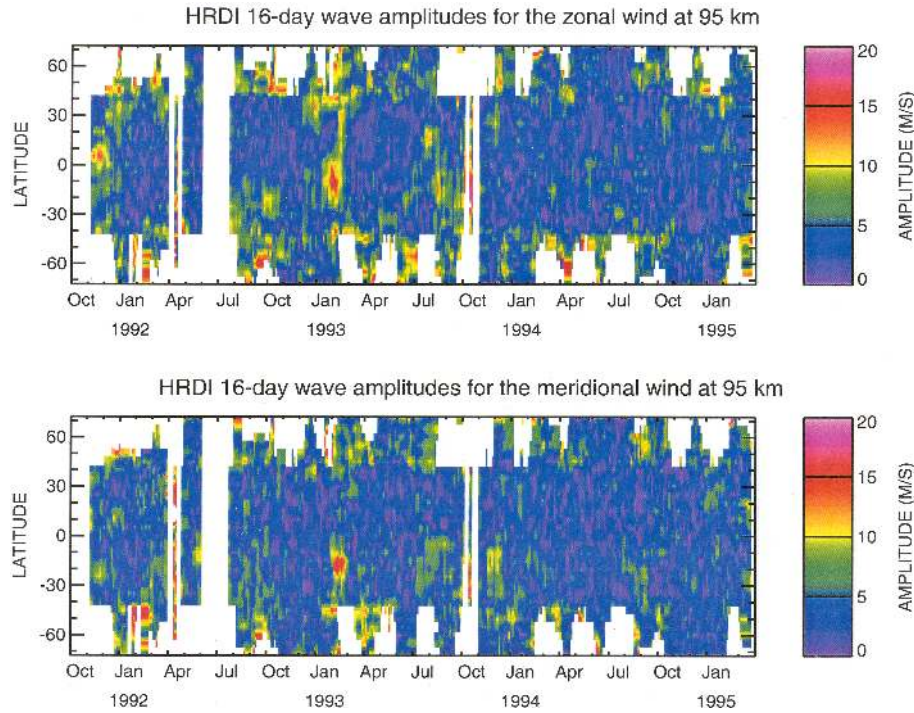 HRDI 16-day wave amplitudes for the zonal wind at 95 km
60
30
0
-30
-60
LATITUDE
Oct Jan Apr Jul Oct Jan Apr Jul Oct Jan Apr Jul Oct Jan
1992 1993 1994 1995
20
15
10
5
0
AMPLITUDE (M/S)
HRDI 16-day wave amplitudes for the meridional wind at 95 km
60
30
0
-30
-60
LATITUDE
Oct Jan Apr Jul Oct Jan Apr Jul Oct Jan Apr Jul Oct Jan
1992 1993 1994 1995
20
15
10
5
0
AMPLITUDE (M/S)